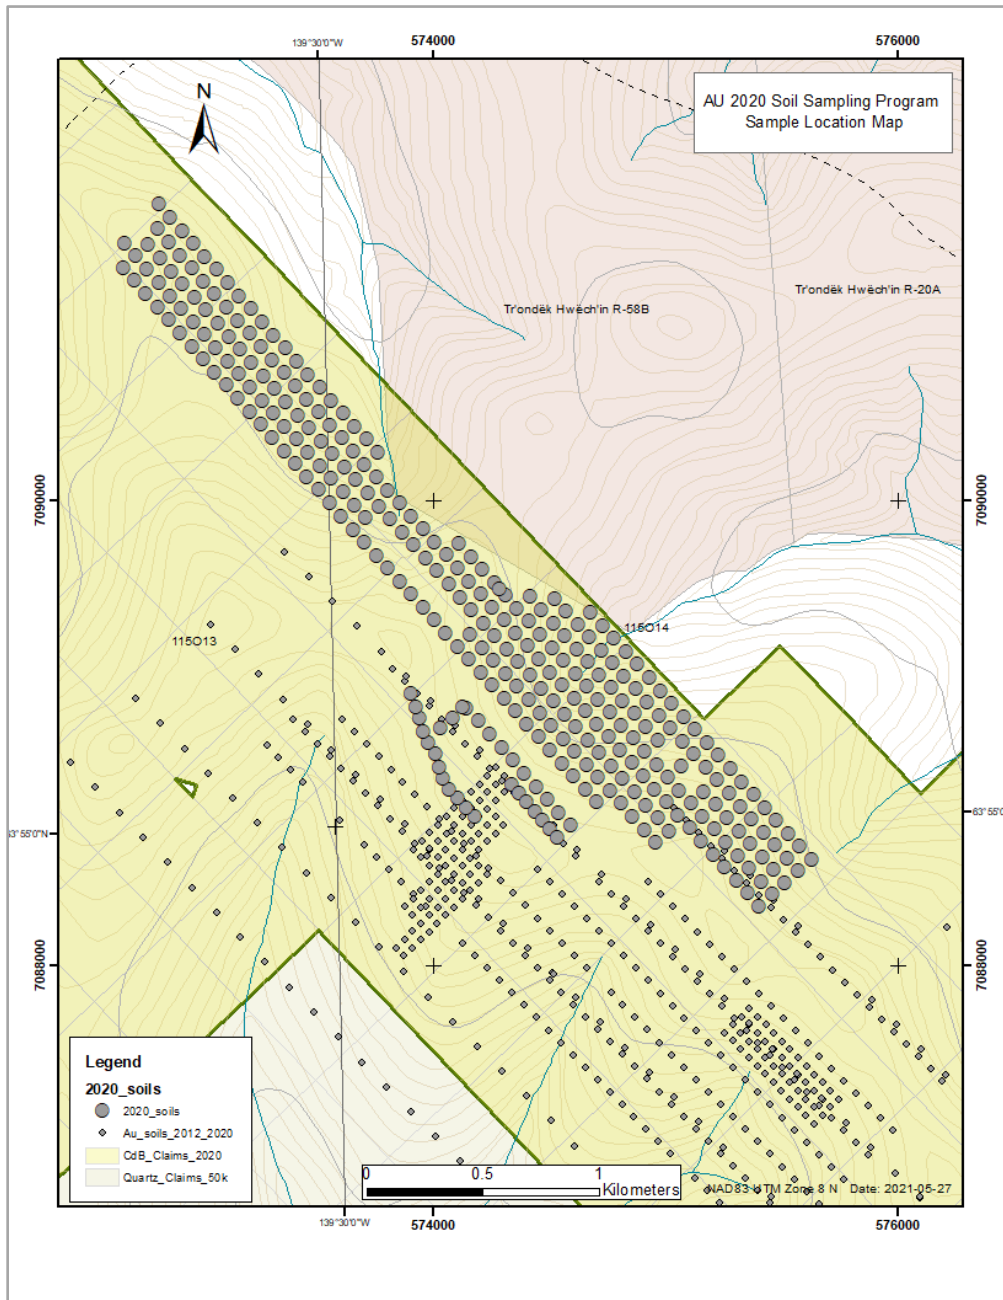 139°30'0"W
574000
576000
N
AU 2020 Soil Sampling Program
Sample Location Map
Tr'ondëk Hwëch'in R-20A
Tr'ondëk Hwëch'in R-58B
7090000
7090000
115O14
115O13
63°55'0
63°55'0"N
7088000
7088000
Legend
2020_soils
2020_soils
Au_soils_2012_2020
CdB_Claims_2020
Quartz_Claims_50k
0 0.5 1
Kilometers
NAD83 UTM Zone 8 N Date: 2021-05-27
139°30'0"W
574000
576000